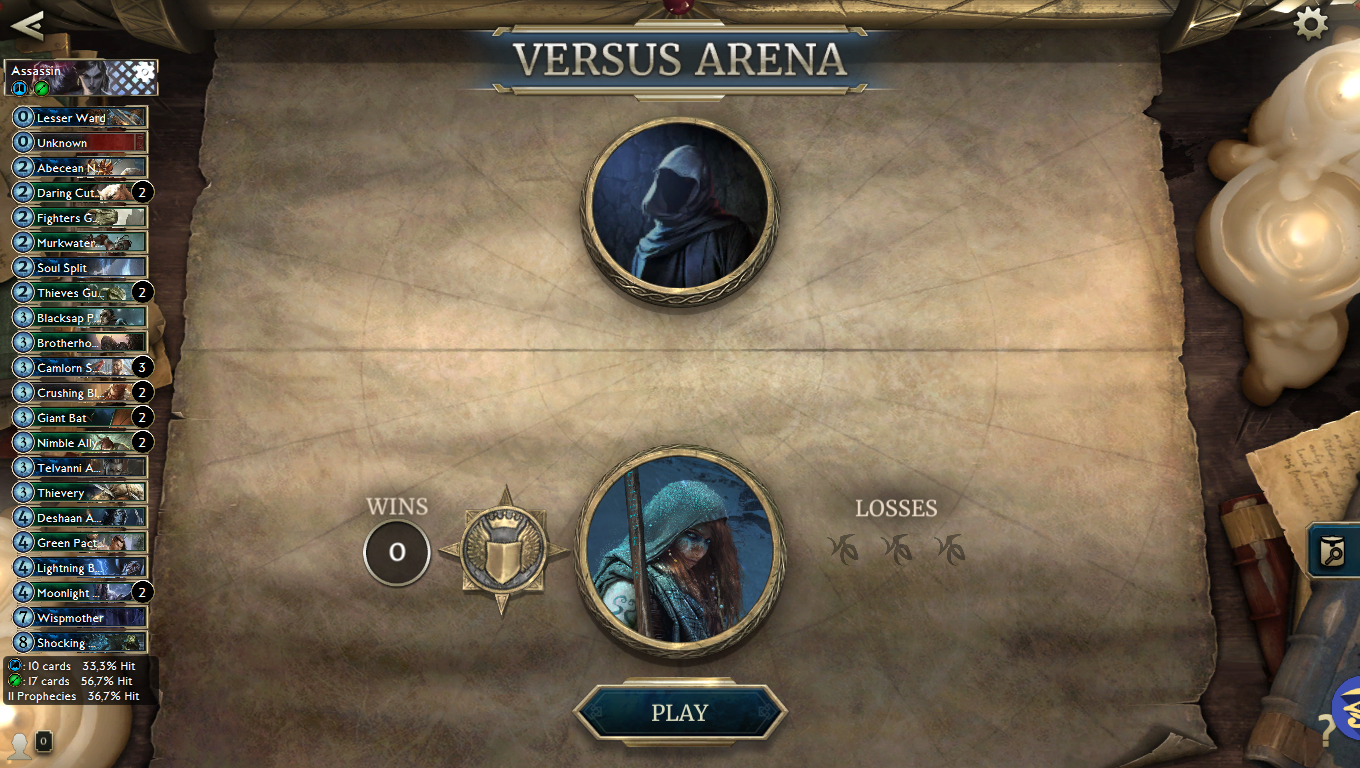 VERSUS ARENA
Assassin
0 Lesser Ward
0 Unknown
2 Abecean N...
2 Daring Cut... 2
2 Fighters G...
2 Murkwater...
2 Soul Split
2 Thieves Gu... 2
3 Blacksap P...
3 Brotherho...
3 Camlorn S... 3
3 Crushing Bl... 2
3 Giant Bat 2
3 Nimble Ally 2
3 Telvanni A...
3 Thievery
4 Deshaan A...
4 Green Pact...
4 Lightning B...
4 Moonlight ... 2
7 Wispmother
8 Shocking ...
: 10 cards 33,3% Hit
: 17 cards 56,7% Hit
11 Prophecies 36,7% Hit
0
WINS
0
LOSSES
PLAY
?